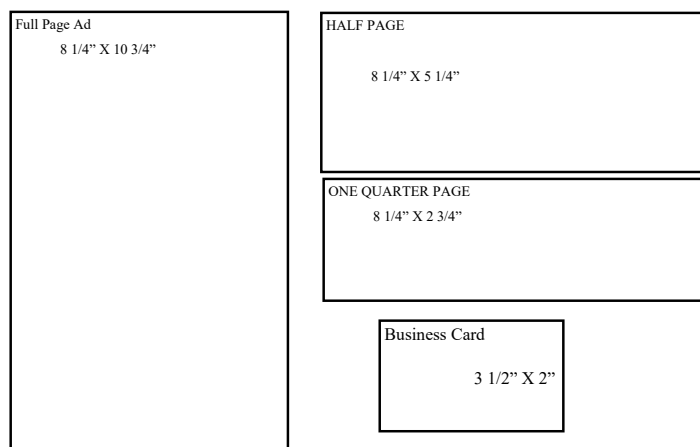 Full Page Ad
8 1/4” X 10 3/4”
HALF PAGE
8 1/4” X 5 1/4”
ONE QUARTER PAGE
8 1/4” X 2 3/4”
Business Card
3 1/2” X 2”